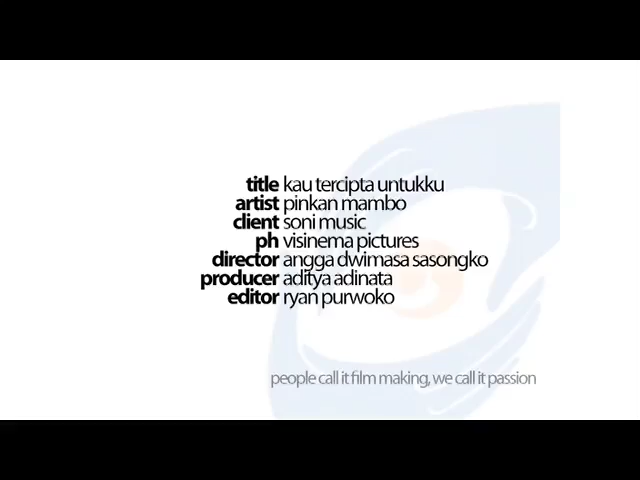 title kau tercipta untukku
artist pinkan mambo
client soni music
ph visinema pictures
director angga dwimasa sasongko
producer aditya adinata
editor ryan purwoko
people call it film making, we call it passion